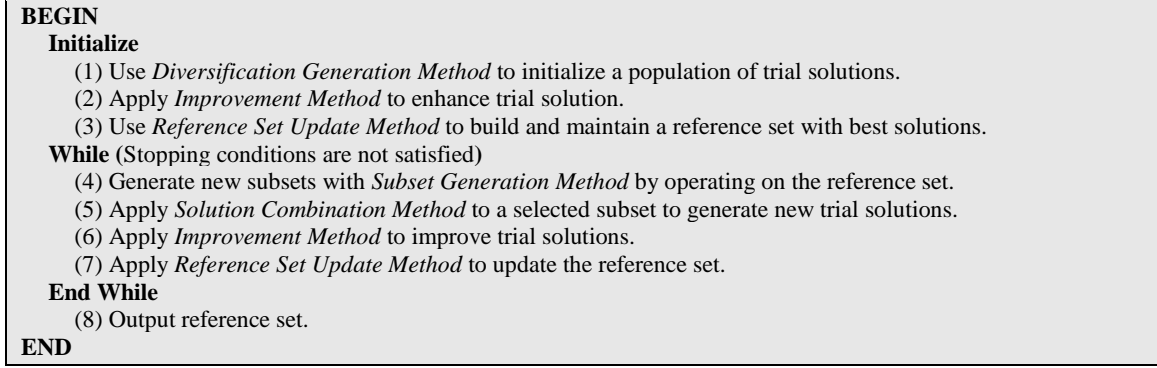 BEGIN
Initialize
(1) Use Diversification Generation Method to initialize a population of trial solutions.
(2) Apply Improvement Method to enhance trial solution.
(3) Use Reference Set Update Method to build and maintain a reference set with best solutions.
While (Stopping conditions are not satisfied)
(4) Generate new subsets with Subset Generation Method by operating on the reference set.
(5) Apply Solution Combination Method to a selected subset to generate new trial solutions.
(6) Apply Improvement Method to improve trial solutions.
(7) Apply Reference Set Update Method to update the reference set.
End While
(8) Output reference set.
END